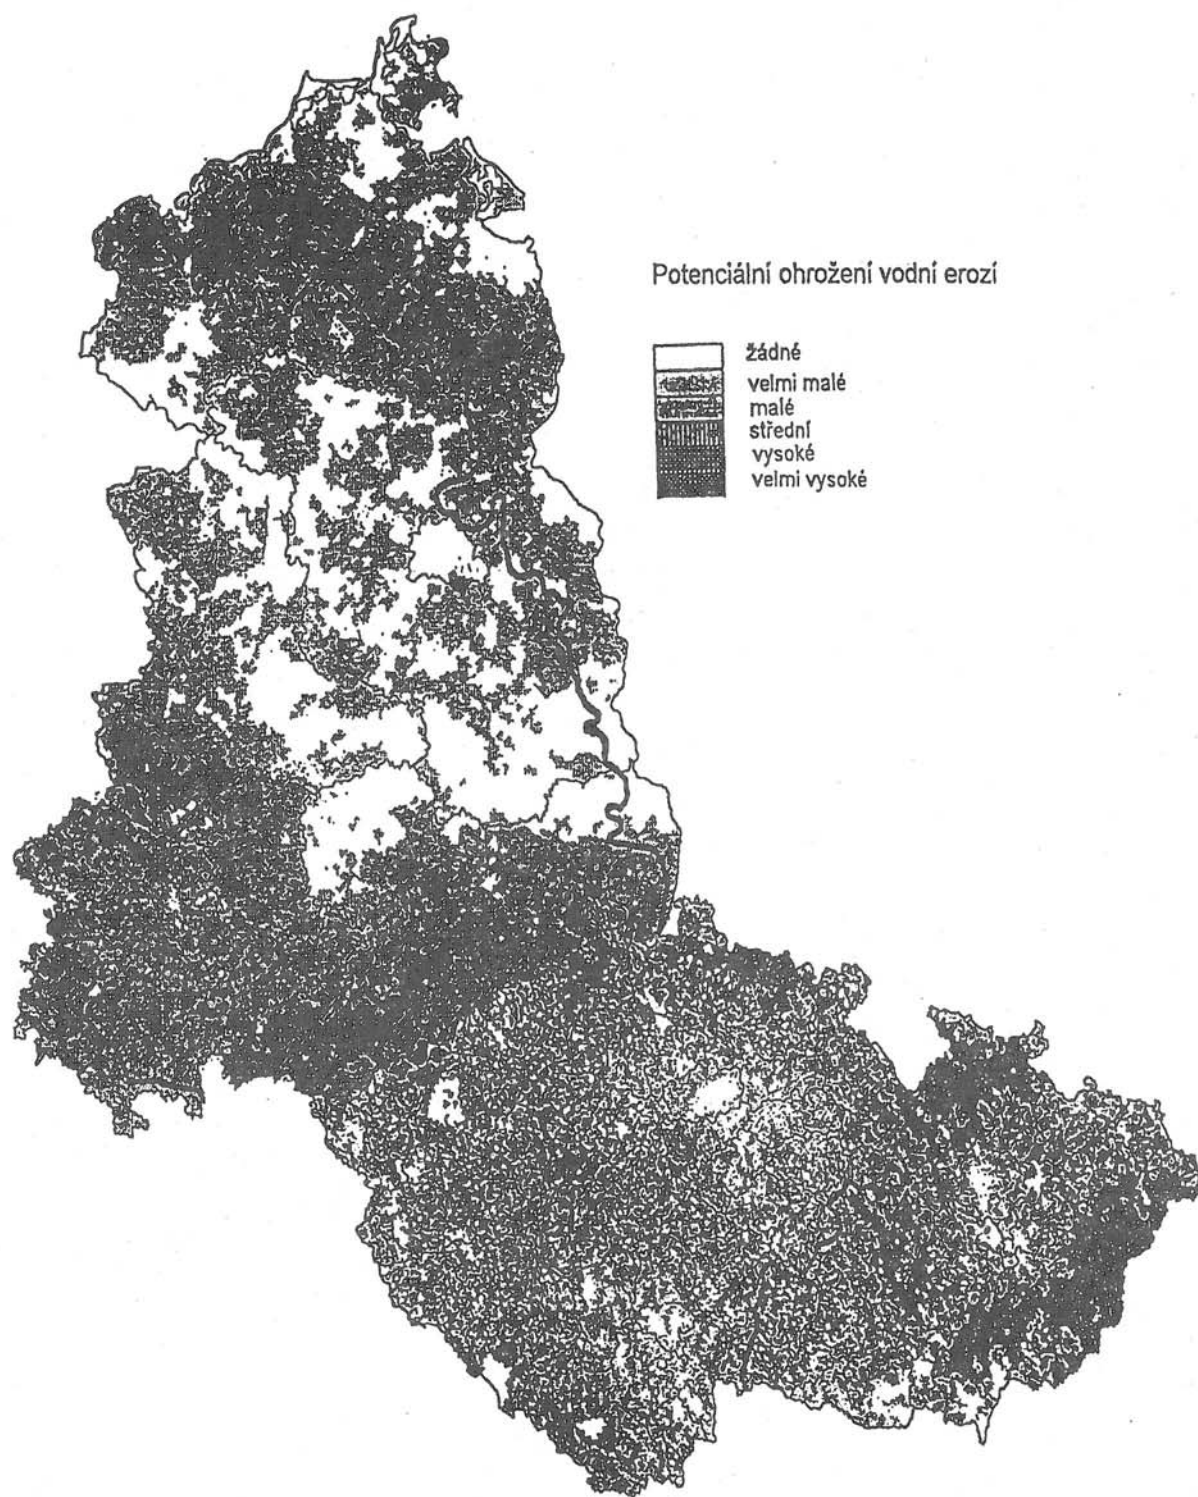 Potenciální ohrožení vodní erozí
žádné
velmi malé
malé
střední
vysoké
velmi vysoké